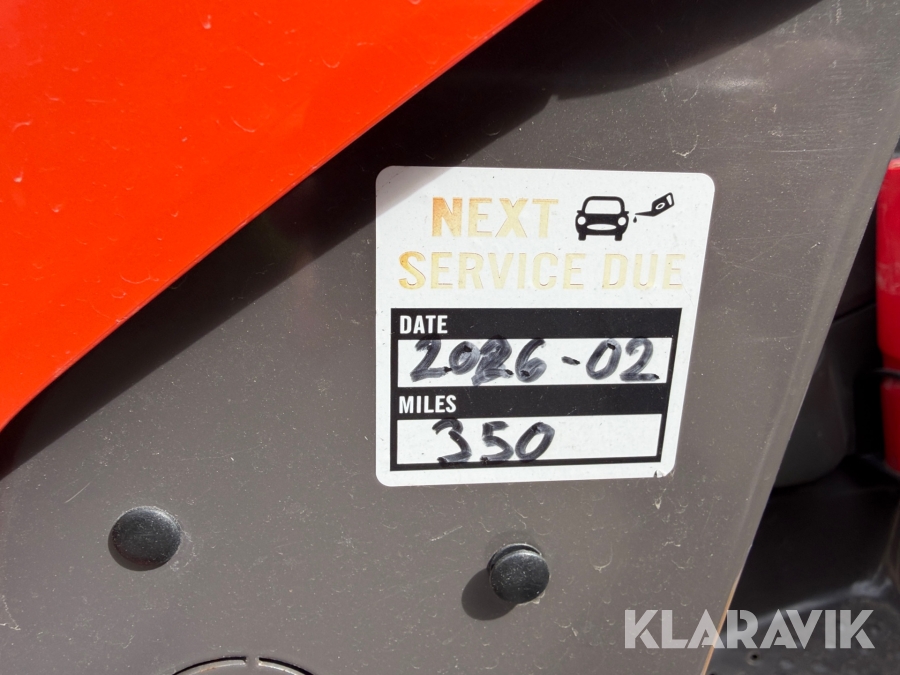 NEXT
SERVICE DUE
DATE
2026-02
MILES
350
KLARAVIK